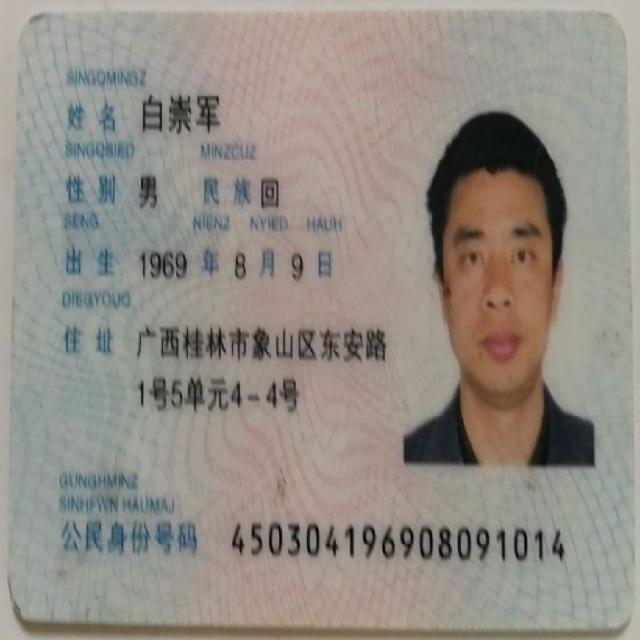 SINGQMINGZ
姓名 白崇军
SINGQBIED MINZCUZ
性别 男 民族 回
SENG NIENZ NYIED HAUH
出生 1969 年 8 月 9 日
DIEGYOUQ
住址 广西桂林市象山区东安路
1号5单元4-4号
GUNGHMINZ
SINHFWN HAUMAJ
公民身份号码 450304196908091014